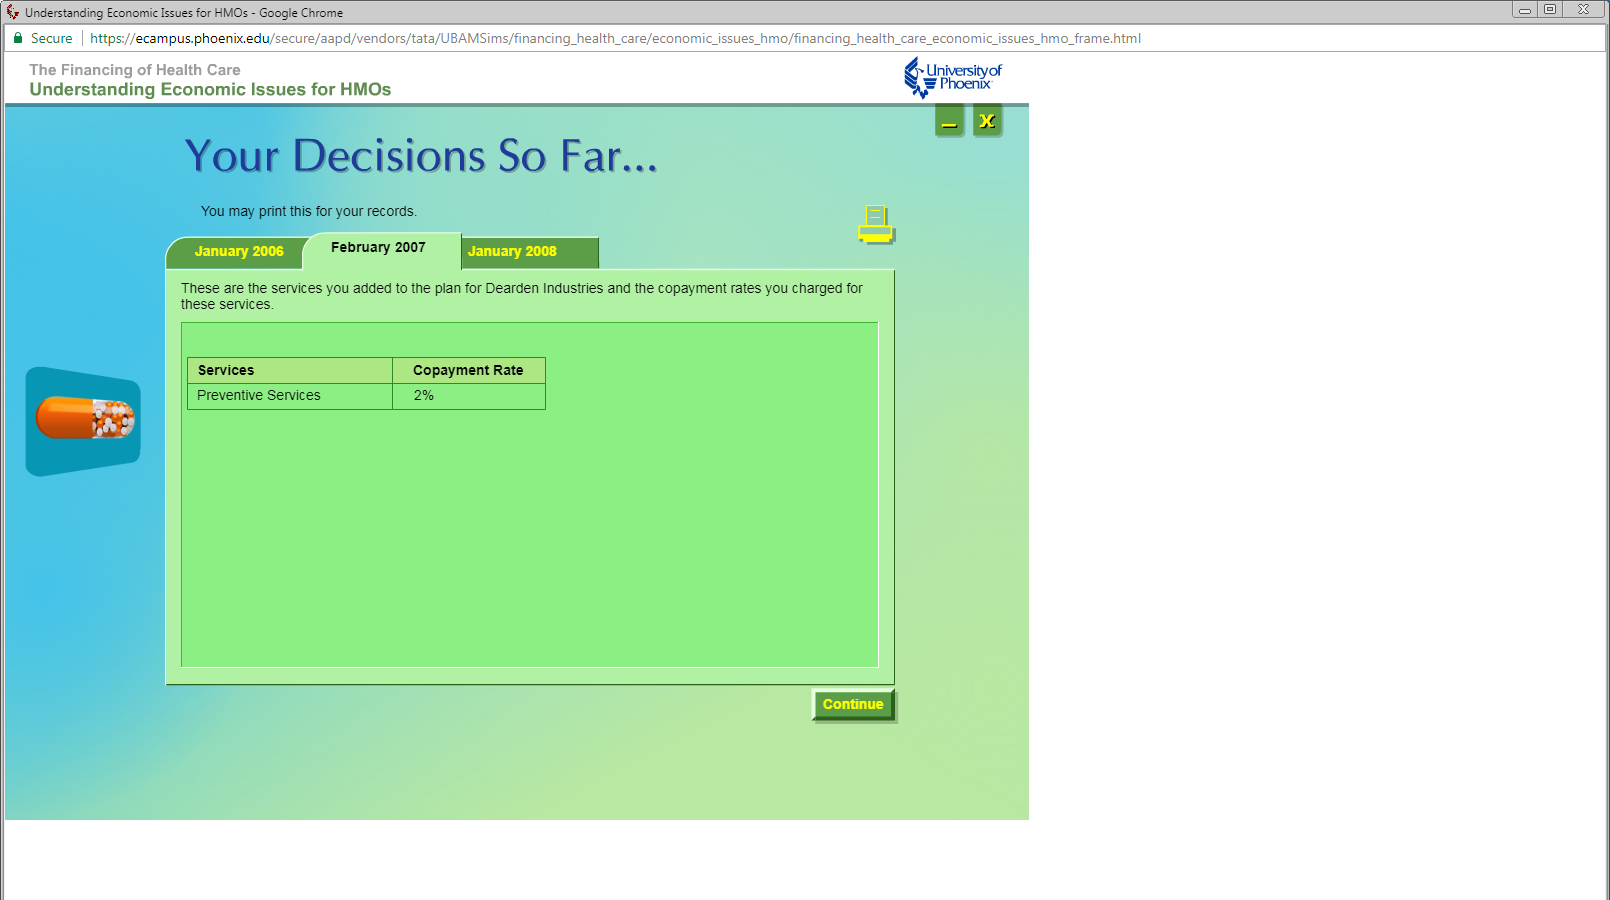 Understanding Economic Issues for HMOs - Google Chrome
Secure https://ecampus.phoenix.edu/secure/aapd/vendors/tata/UBAMSims/financing_health_care/economic_issues_hmo/financing_health_care_economic_issues_hmo_frame.html
The Financing of Health Care
Understanding Economic Issues for HMOs
University of
Phoenix
X
Your Decisions So Far...
You may print this for your records.
January 2006 February 2007 January 2008
These are the services you added to the plan for Dearden Industries and the copayment rates you charged for
these services.
Services Copayment Rate
Preventive Services 2%
Continue